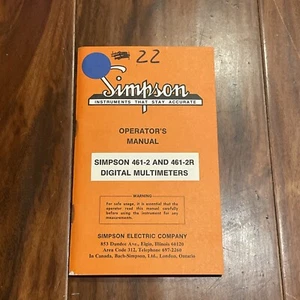 22
Simpson
INSTRUMENTS THAT STAY ACCURATE
OPERATOR'S
MANUAL
SIMPSON 461-2 AND 461-2R
DIGITAL MULTIMETERS
WARNING
For safe usage, it is essential that the
operator read this manual carefully
before using the instrument for any
measurements.
SIMPSON ELECTRIC COMPANY
853 Dundee Ave., Elgin, Illinois 60120
Area Code 312, Telephone 697-2260
In Canada, Bach-Simpson, Ltd., London, Ontario